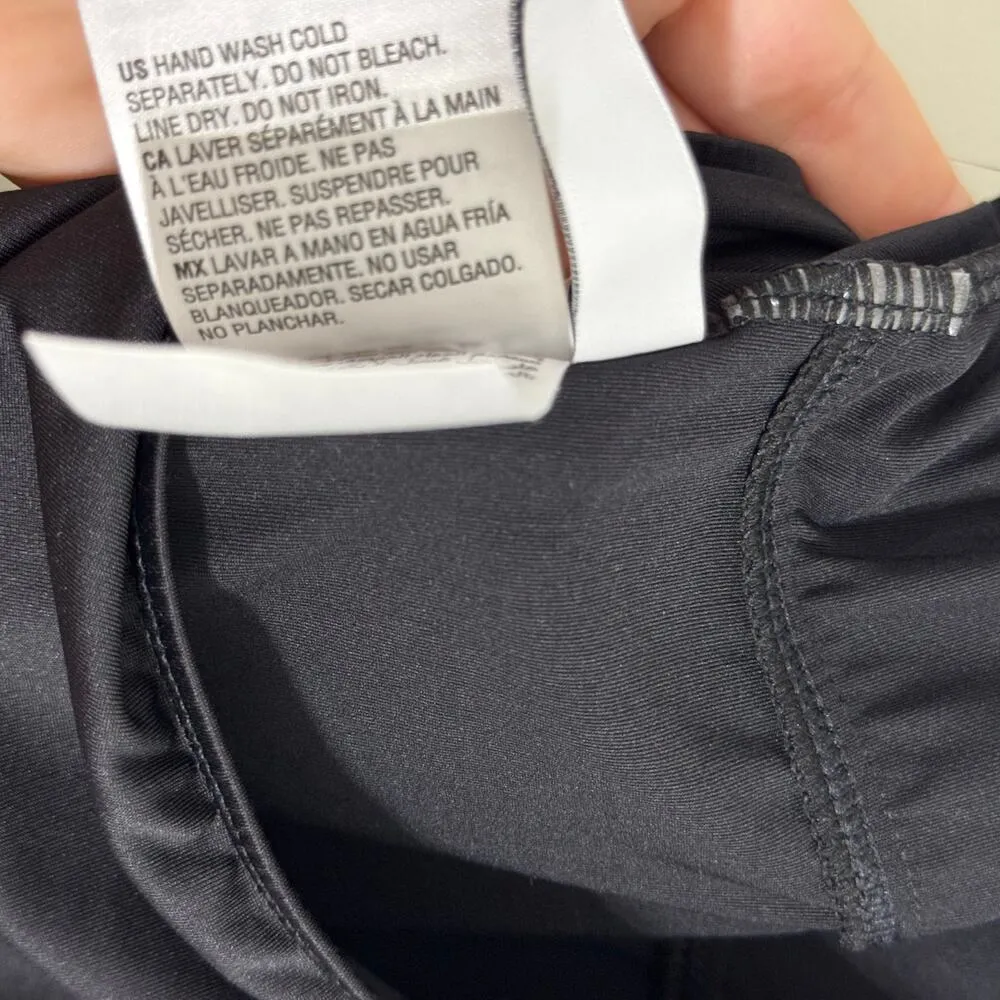 US HAND WASH COLD
SEPARATELY. DO NOT BLEACH.
LINE DRY. DO NOT IRON.
CA LAVER SÉPARÉMENT À LA MAIN
À L'EAU FROIDE. NE PAS
JAVELLISER. SUSPENDRE POUR
SÉCHER. NE PAS REPASSER.
MX LAVAR A MANO EN AGUA FRÍA
SEPARADAMENTE. NO USAR
BLANQUEADOR. SECAR COLGADO.
NO PLANCHAR.